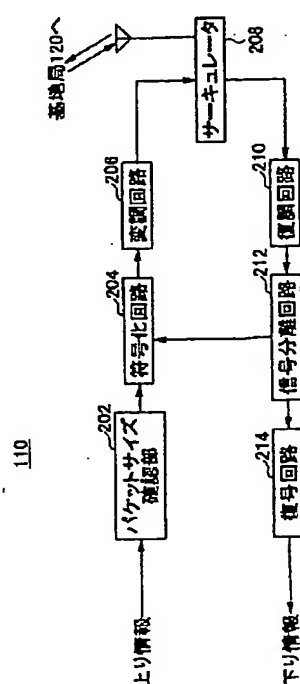 110
上り情報
202
パケットサイズ
確認部
204
符号化回路
206
変調回路
基地局120へ
サーキュレータ
208
210
復調回路
212
信号分離回路
214
復号回路
下り情報